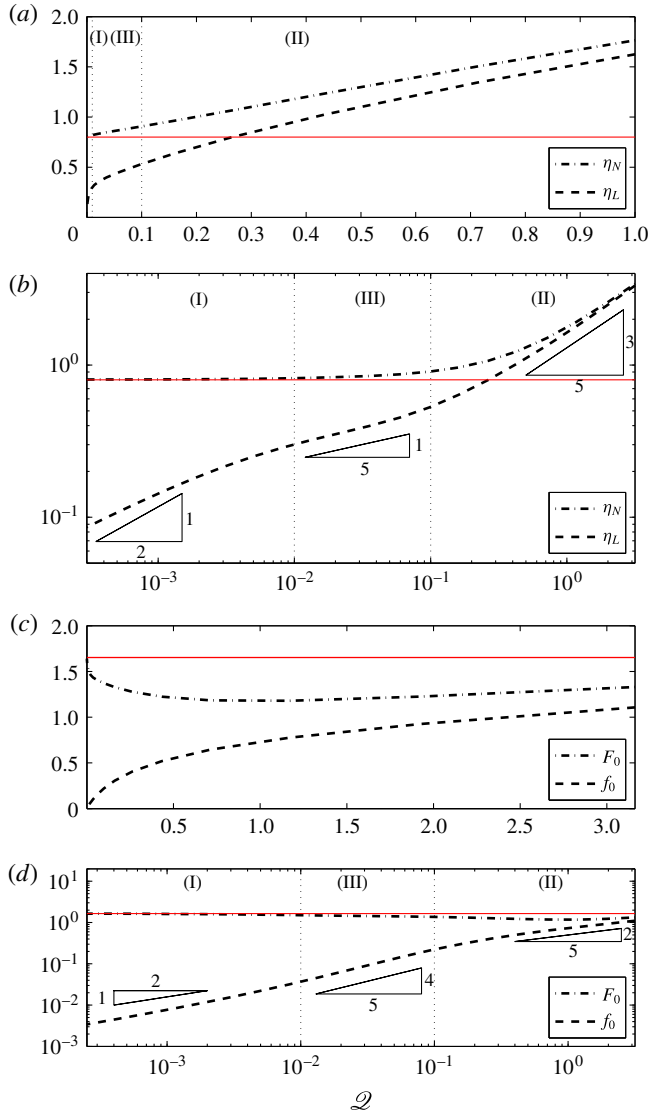 (a)
2.0
(I) (III) (II)
1.5
1.0
0.5
η_N
η_L
0 0.1 0.2 0.3 0.4 0.5 0.6 0.7 0.8 0.9 1.0
(b)
(I) (III) (II)
10^0
3
5
1
5
1
2
10^{-1}
η_N
η_L
10^{-3} 10^{-2} 10^{-1} 10^0
(c)
2.0
1.5
1.0
0.5
0
F_0
f_0
0.5 1.0 1.5 2.0 2.5 3.0
(d)
10^1
(I) (III) (II)
10^0
2
5
10^{-1}
2
1
4
5
10^{-2}
10^{-3}
F_0
f_0
10^{-3} 10^{-2} 10^{-1} 10^0
𝒬